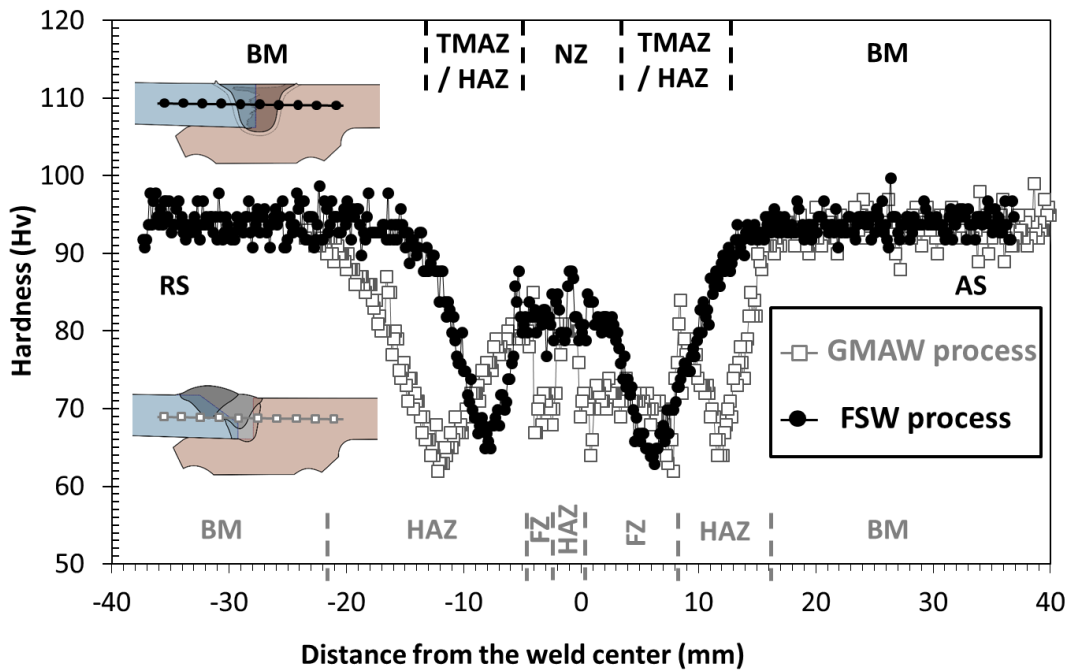 120
110
100
90
80
70
60
50
Hardness (Hv)
BM
TMAZ
/ HAZ
NZ
TMAZ
/ HAZ
BM
RS
AS
GMAW process
FSW process
BM
HAZ
FZ
HAZ
FZ
HAZ
BM
-40
-30
-20
-10
0
10
20
30
40
Distance from the weld center (mm)